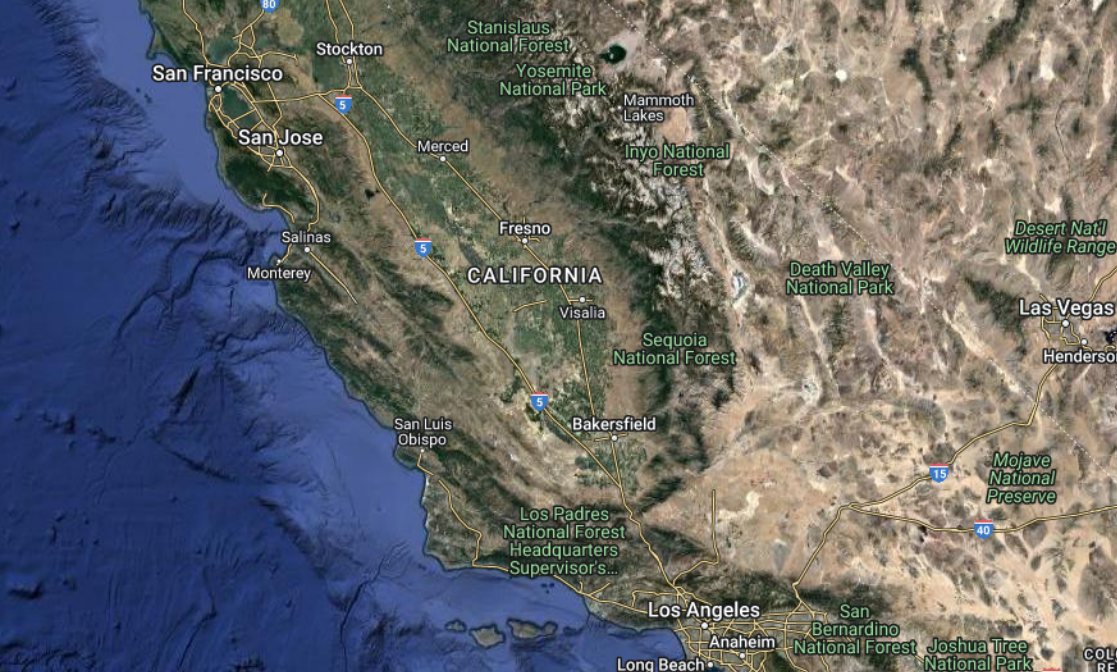 80
Stanislaus
National Forest
Stockton
San Francisco
Yosemite
National Park
5
Mammoth
Lakes
San Jose
Merced
Inyo National
Forest
Fresno
Desert Nat'l
Wildlife Range
Salinas
5
Monterey
CALIFORNIA
Death Valley
National Park
Visalia
Las Vegas
Henderso
Sequoia
National Forest
5
San Luis
Obispo
Bakersfield
15
Mojave
National
Preserve
40
Los Padres
National Forest
Headquarters
Supervisor's...
Los Angeles
San
Bernardino
National Forest
Anaheim
Joshua Tree
National Park
Long Beach
COL